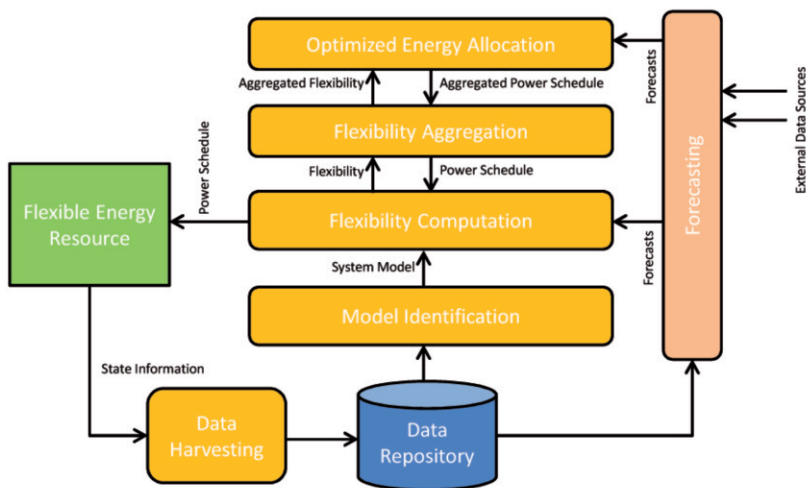 Optimized Energy Allocation
Aggregated Flexibility
Aggregated Power Schedule
Forecasts
Flexibility Aggregation
External Data Sources
Flexibility
Power Schedule
Power Schedule
Flexible Energy
Resource
Flexibility Computation
Forecasting
System Model
Forecasts
Model Identification
State Information
Data
Harvesting
Data
Repository